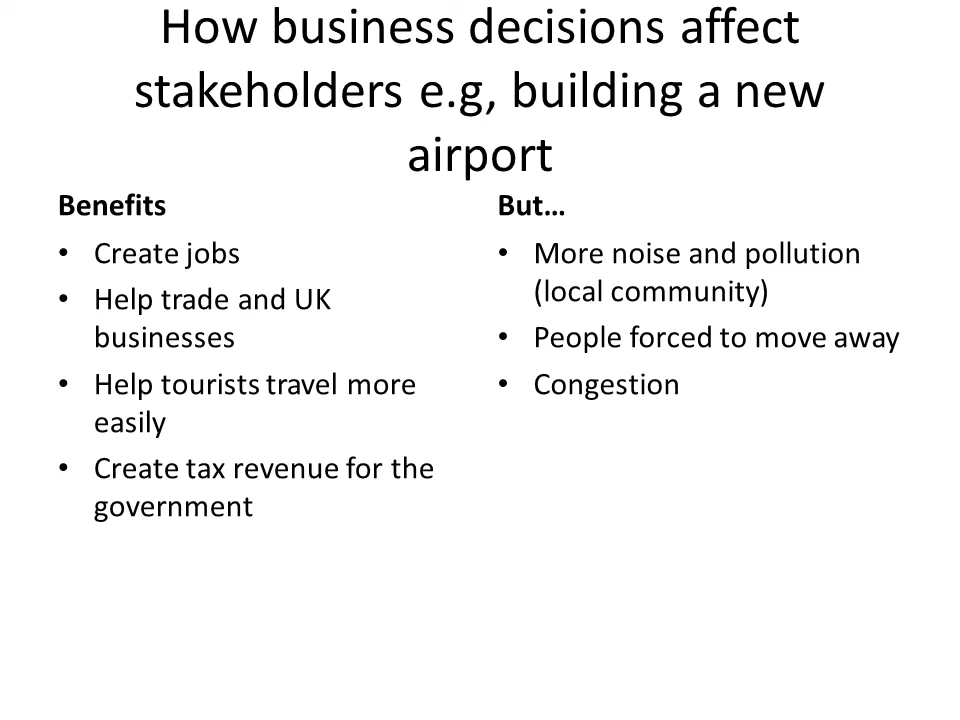 How business decisions affect
stakeholders e.g, building a new
airport
Benefits
• Create jobs
• Help trade and UK
businesses
• Help tourists travel more
easily
• Create tax revenue for the
government
But…
• More noise and pollution
(local community)
• People forced to move away
• Congestion